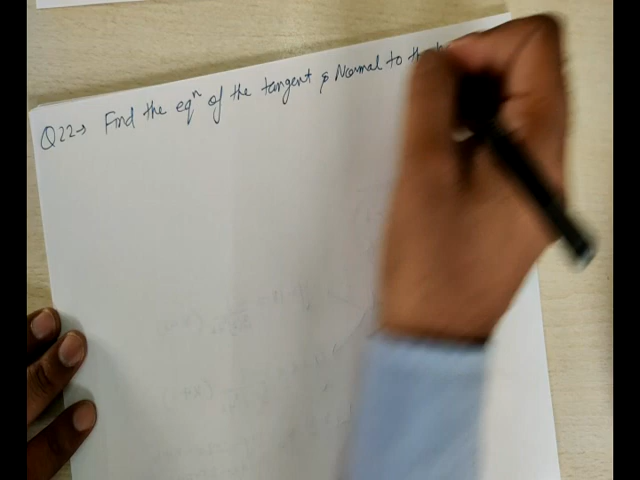 Q22→ Find the eqⁿ of the tangent & Normal to the